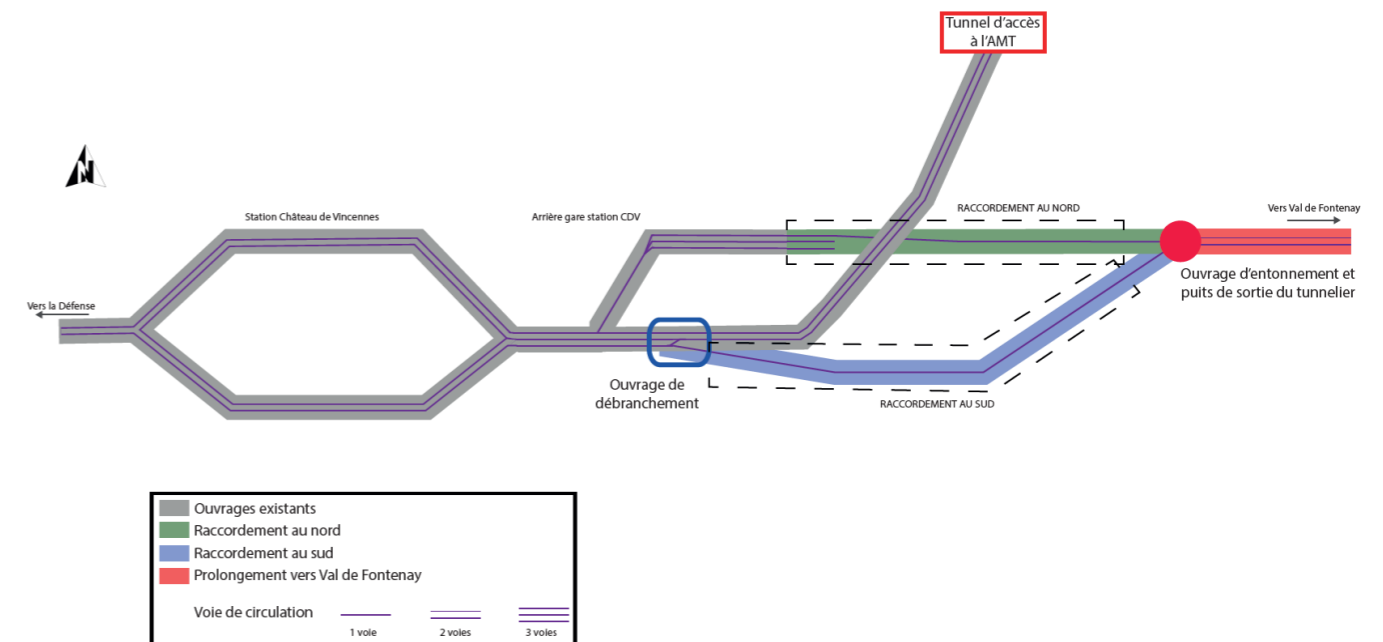 Tunnel d'accès
à l'AMT
N
RACCORDEMENT AU NORD
Vers Val de Fontenay
Station Château de Vincennes
Arrière gare station CDV
Ouvrage d'entonnement et
puits de sortie du tunnelier
Vers la Défense
Ouvrage de
débranchement
RACCORDEMENT AU SUD
Ouvrages existants
Raccordement au nord
Raccordement au sud
Prolongement vers Val de Fontenay
Voie de circulation
1 voie 2 voies 3 voies